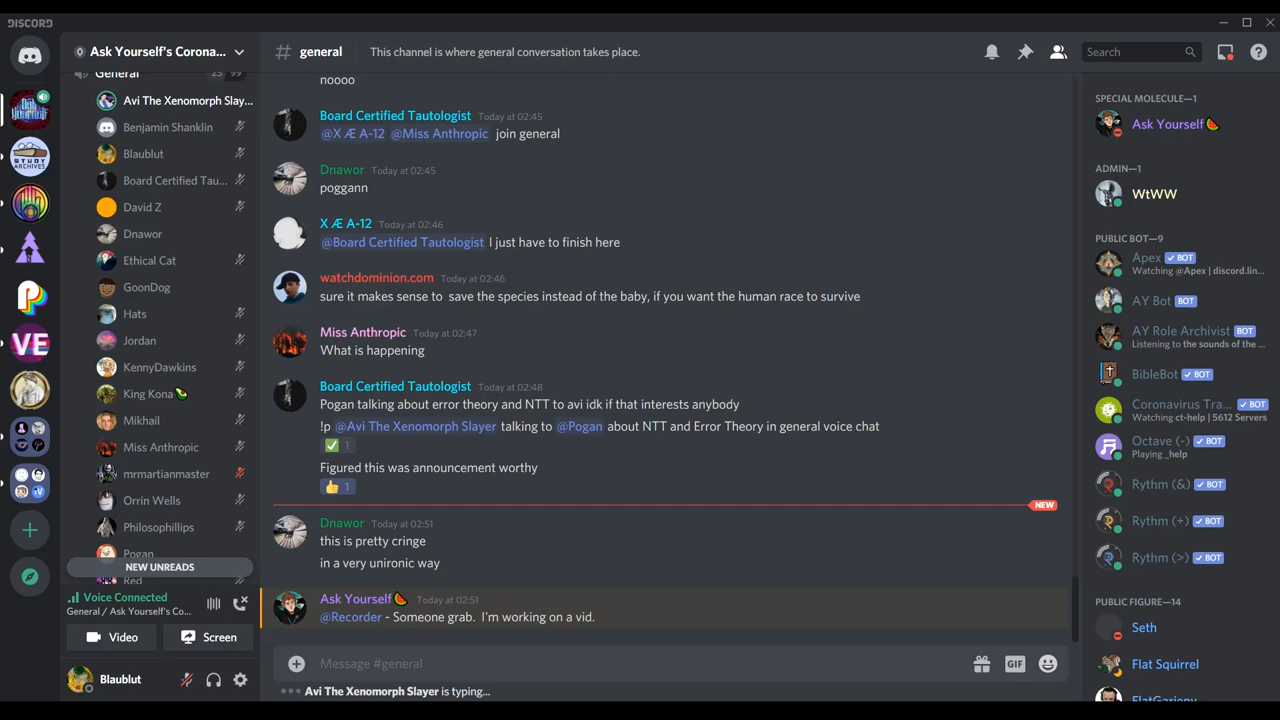 DISCORD
Ask Yourself's Corona...
general
This channel is where general conversation takes place.
Search
General
25
99
Avi The Xenomorph Slay...
Benjamin Shanklin
Blaublut
Board Certified Tau...
David Z
Dnawor
Ethical Cat
GoonDog
Hats
Jordan
KennyDawkins
King Kona
Mikhail
Miss Anthropic
mrmartianmaster
Orrin Wells
Philosophillips
Pogan
NEW UNREADS
Red
Voice Connected
General / Ask Yourself's Co...
Video
Screen
Blaublut
STUDY
ARCHIVES
VE
noooo
Board Certified Tautologist Today at 02:45
@X Æ A-12 @Miss Anthropic join general
Dnawor Today at 02:45
poggann
X Æ A-12 Today at 02:46
@Board Certified Tautologist I just have to finish here
watchdominion.com Today at 02:46
sure it makes sense to save the species instead of the baby, if you want the human race to survive
Miss Anthropic Today at 02:47
What is happening
Board Certified Tautologist Today at 02:48
Pogan talking about error theory and NTT to avi idk if that interests anybody
!p @Avi The Xenomorph Slayer talking to @Pogan about NTT and Error Theory in general voice chat
1
Figured this was announcement worthy
1
NEW
Dnawor Today at 02:51
this is pretty cringe
in a very unironic way
Ask Yourself Today at 02:51
@Recorder - Someone grab. I'm working on a vid.
Message #general
GIF
Avi The Xenomorph Slayer is typing...
SPECIAL MOLECULE—1
Ask Yourself
ADMIN—1
WtWW
PUBLIC BOT—9
Apex BOT
Watching @Apex | discord.lin...
AY Bot BOT
AY Role Archivist BOT
Listening to the sounds of the ...
BibleBot BOT
Coronavirus Tra... BOT
Watching ct-help | 5612 Servers
Octave (-) BOT
Playing _help
Rythm (&) BOT
Rythm (+) BOT
Rythm (>) BOT
PUBLIC FIGURE—14
Seth
Flat Squirrel